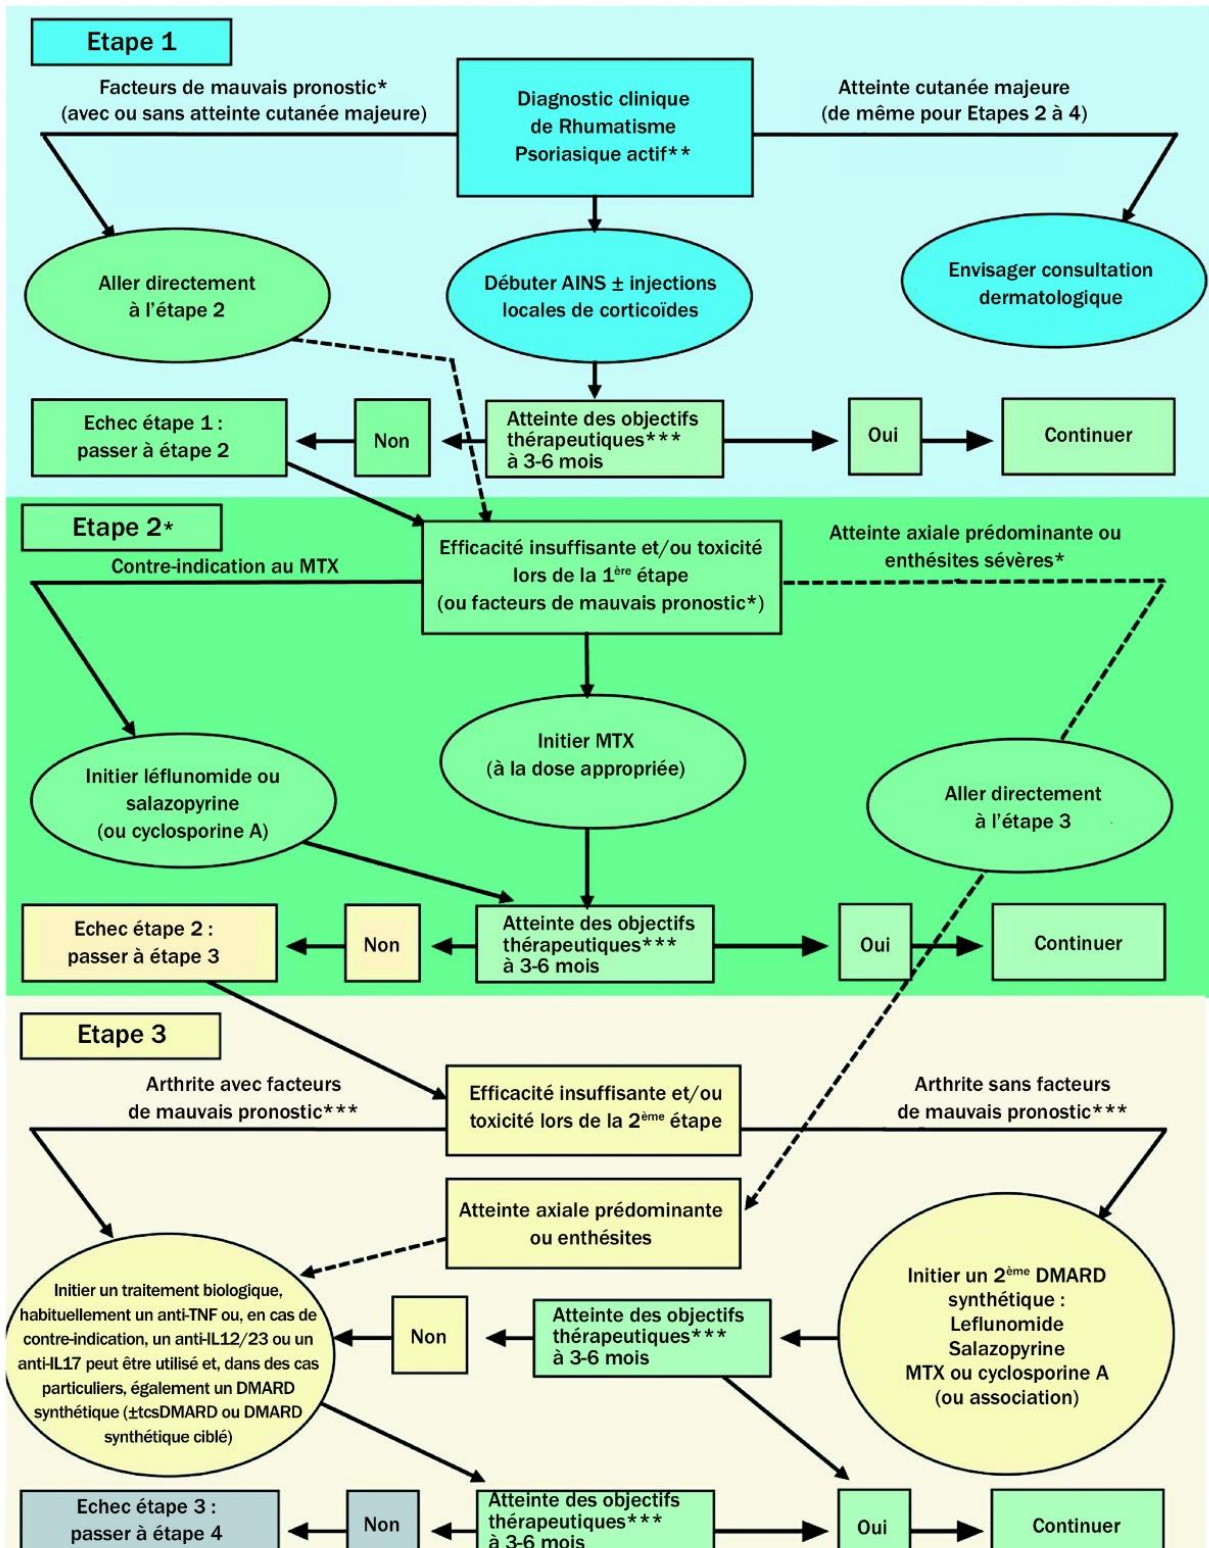 Etape 1
Facteurs de mauvais pronostic*
(avec ou sans atteinte cutanée majeure)
Diagnostic clinique
de Rhumatisme
Psoriasique actif**
Atteinte cutanée majeure
(de même pour Etapes 2 à 4)
Aller directement
à l'étape 2
Débuter AINS ± injections
locales de corticoïdes
Envisager consultation
dermatologique
Echec étape 1 :
passer à étape 2
Non
Atteinte des objectifs
thérapeutiques***
à 3-6 mois
Oui
Continuer
Etape 2*
Contre-indication au MTX
Efficacité insuffisante et/ou toxicité
lors de la 1ère étape
(ou facteurs de mauvais pronostic*)
Atteinte axiale prédominante ou
enthésites sévères*
Initier léflunomide ou
salazopyrine
(ou cyclosporine A)
Initier MTX
(à la dose appropriée)
Aller directement
à l'étape 3
Echec étape 2 :
passer à étape 3
Non
Atteinte des objectifs
thérapeutiques***
à 3-6 mois
Oui
Continuer
Etape 3
Arthrite avec facteurs
de mauvais pronostic***
Efficacité insuffisante et/ou
toxicité lors de la 2ème étape
Arthrite sans facteurs
de mauvais pronostic***
Atteinte axiale prédominante
ou enthésites
Initier un traitement biologique,
habituellement un anti-TNF ou, en cas de
contre-indication, un anti-IL12/23 ou un
anti-IL17 peut être utilisé et, dans des cas
particuliers, également un DMARD
synthétique (±tcsDMARD ou DMARD
synthétique ciblé)
Non
Atteinte des objectifs
thérapeutiques***
à 3-6 mois
Initier un 2ème DMARD
synthétique :
Leflunomide
Salazopyrine
MTX ou cyclosporine A
(ou association)
Echec étape 3 :
passer à étape 4
Non
Atteinte des objectifs
thérapeutiques***
à 3-6 mois
Oui
Continuer